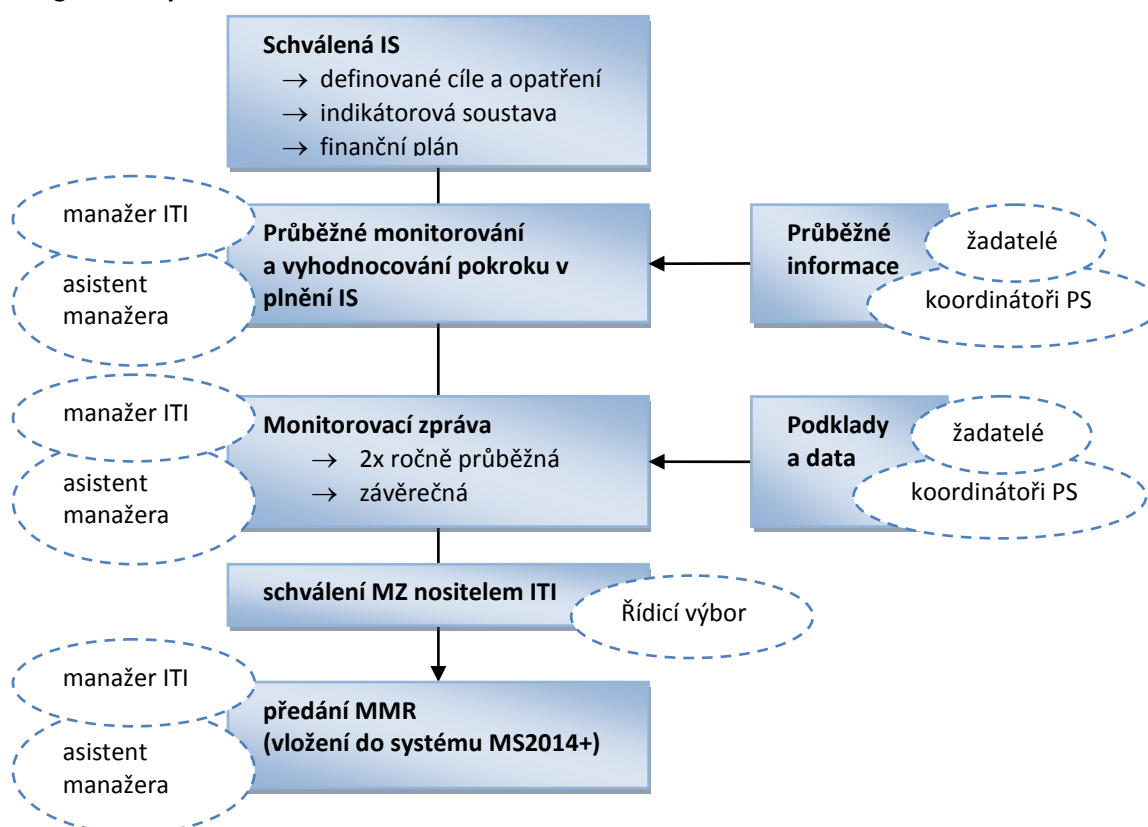 Schválená IS
→ definované cíle a opatření
→ indikátorová soustava
→ finanční plán
manažer ITI
asistent
manažera
Průběžné monitorování
a vyhodnocování pokroku v
plnění IS
Průběžné
informace
žadatelé
koordinátoři PS
manažer ITI
asistent
manažera
Monitorovací zpráva
→ 2x ročně průběžná
→ závěrečná
Podklady
a data
žadatelé
koordinátoři PS
schválení MZ nositelem ITI
Řídicí výbor
manažer ITI
asistent
manažera
předání MMR
(vložení do systému MS2014+)